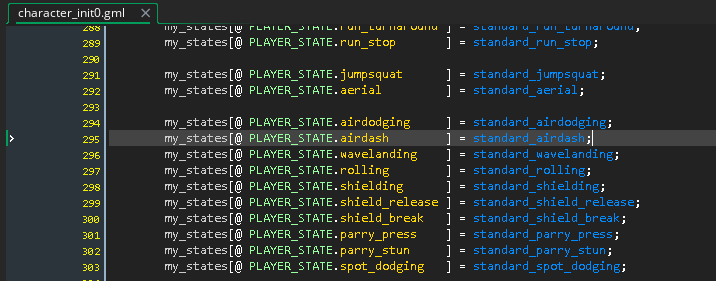 character_init0.gml
288 my_states[@ PLAYER_STATE.run_turnaround ] = standard_run_turnaround;
289 my_states[@ PLAYER_STATE.run_stop ] = standard_run_stop;
290
291 my_states[@ PLAYER_STATE.jumpsquat ] = standard_jumpsquat;
292 my_states[@ PLAYER_STATE.aerial ] = standard_aerial;
293
294 my_states[@ PLAYER_STATE.airdodging ] = standard_airdodging;
295 my_states[@ PLAYER_STATE.airdash ] = standard_airdash;
296 my_states[@ PLAYER_STATE.wavelanding ] = standard_wavelanding;
297 my_states[@ PLAYER_STATE.rolling ] = standard_rolling;
298 my_states[@ PLAYER_STATE.shielding ] = standard_shielding;
299 my_states[@ PLAYER_STATE.shield_release ] = standard_shield_release;
300 my_states[@ PLAYER_STATE.shield_break ] = standard_shield_break;
301 my_states[@ PLAYER_STATE.parry_press ] = standard_parry_press;
302 my_states[@ PLAYER_STATE.parry_stun ] = standard_parry_stun;
303 my_states[@ PLAYER_STATE.spot_dodging ] = standard_spot_dodging;